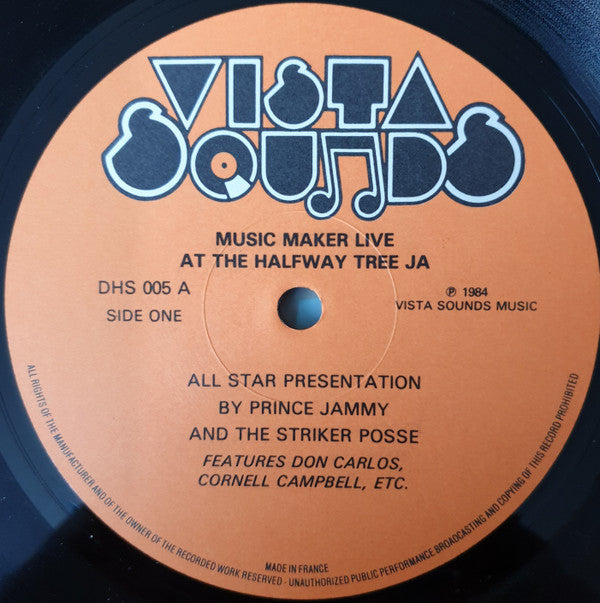 VISTA
SOUNDS
MUSIC MAKER LIVE
AT THE HALFWAY TREE JA
DHS 005 A
SIDE ONE
℗ 1984
VISTA SOUNDS MUSIC
ALL STAR PRESENTATION
BY PRINCE JAMMY
AND THE STRIKER POSSE
FEATURES DON CARLOS,
CORNELL CAMPBELL, ETC.
MADE IN FRANCE
ALL RIGHTS OF THE MANUFACTURER AND OF THE OWNER OF THE RECORDED WORK RESERVED - UNAUTHORIZED PUBLIC PERFORMANCE BROADCASTING AND COPYING OF THIS RECORD PROHIBITED